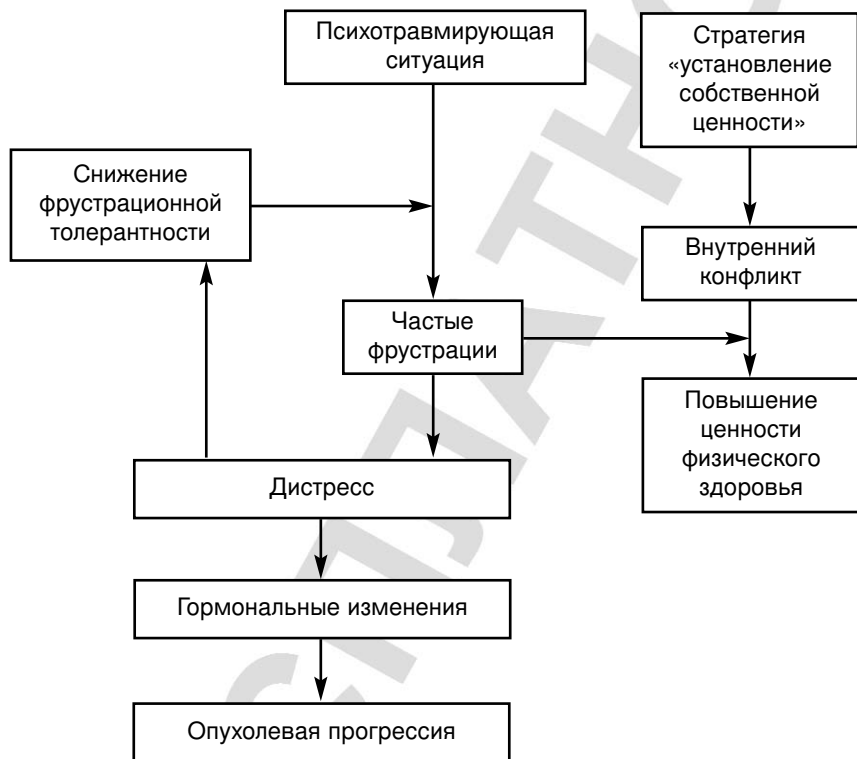 Психотравмирующая
ситуация
Стратегия
«установление
собственной
ценности»
Снижение
фрустрационной
толерантности
Внутренний
конфликт
Частые
фрустрации
Повышение
ценности
физического
здоровья
Дистресс
Гормональные изменения
Опухолевая прогрессия